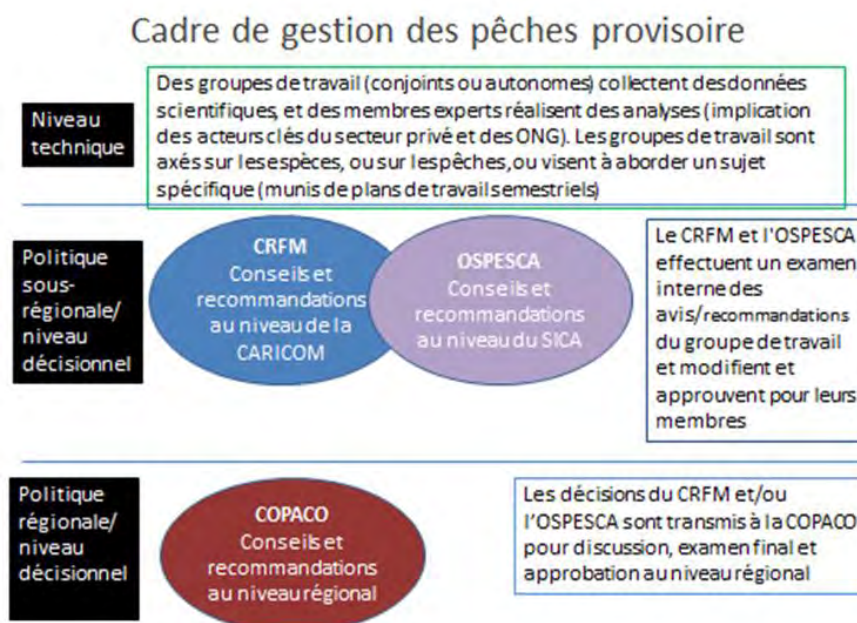 Cadre de gestion des pêches provisoire
Niveau
technique
Des groupes de travail (conjoints ou autonomes) collectent des données
scientifiques, et des membres experts réalisent des analyses (implication
des acteurs clés du secteur privé et des ONG). Les groupes de travail sont
axés sur les espèces, ou sur les pêches, ou visent à aborder un sujet
spécifique (munis de plans de travail semestriels)
Politique
sous-
régionale/
niveau
décisionnel
CRFM
Conseils et
recommandations
au niveau de la
CARICOM
OSPESCA
Conseils et
recommandations
au niveau du SICA
Le CRFM et l'OSPESCA
effectuent un examen
interne des
avis/recommandations
du groupe de travail
et modifient et
approuvent pour leurs
membres
Politique
régionale/
niveau
décisionnel
COPACO
Conseils et
recommandations
au niveau régional
Les décisions du CRFM et/ou
l'OSPESCA sont transmis à la COPACO
pour discussion, examen final et
approbation au niveau régional